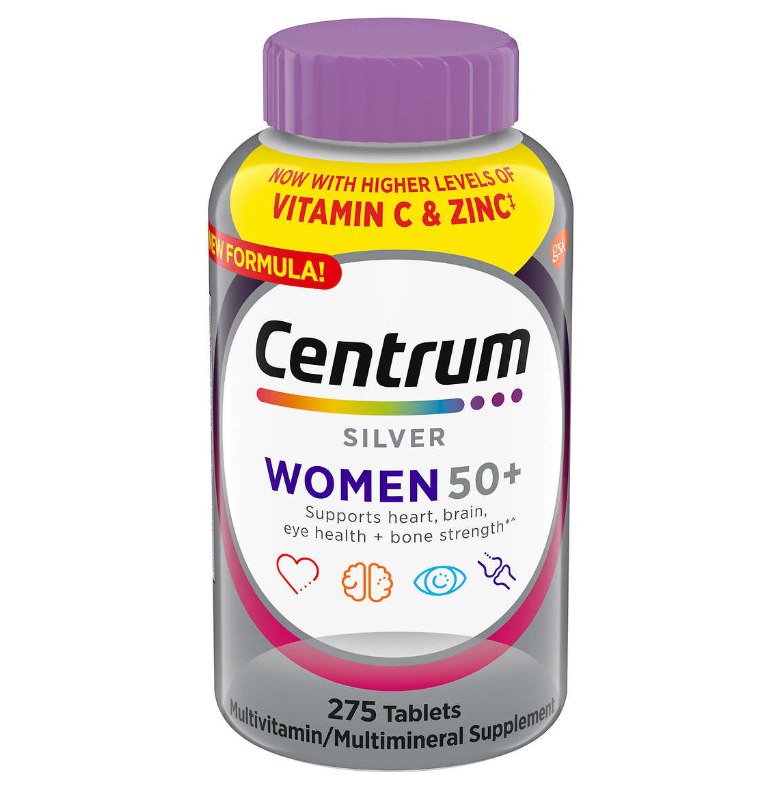 NOW WITH HIGHER LEVELS OF
VITAMIN C & ZINC‡
NEW FORMULA!
gsk
Centrum
SILVER
WOMEN 50+
Supports heart, brain,
eye health + bone strength*^
275 Tablets
Multivitamin/Multimineral Supplement